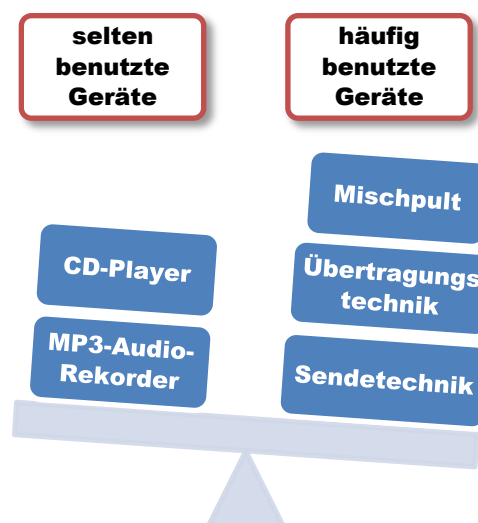 selten
benutzte
Geräte
häufig
benutzte
Geräte
CD-Player
MP3-Audio-
Rekorder
Mischpult
Übertragungs
technik
Sendetechnik